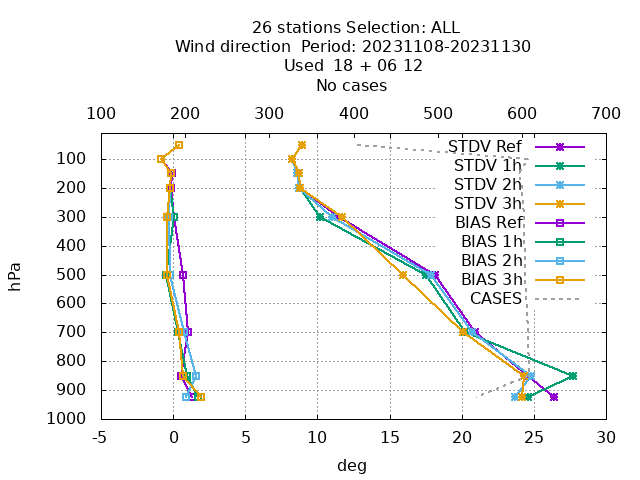 26 stations Selection: ALL
Wind direction  Period: 20231108-20231130
Used  18 + 06 12
No cases
100 200 300 400 500 600 700
STDV Ref
STDV 1h
STDV 2h
STDV 3h
BIAS Ref
BIAS 1h
BIAS 2h
BIAS 3h
CASES
hPa
100
200
300
400
500
600
700
800
900
1000
-5 0 5 10 15 20 25 30
deg